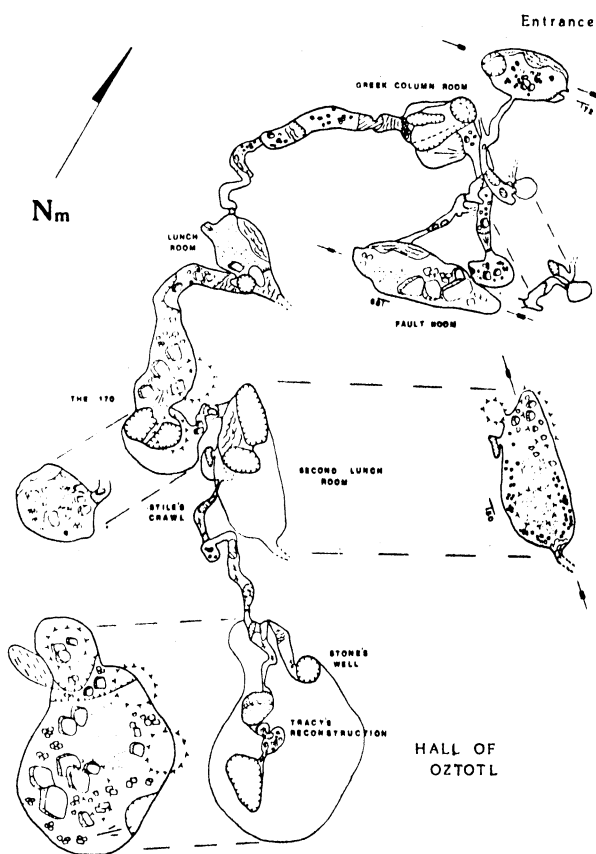 Entrance
GREEK COLUMN ROOM
Nm
LUNCH
ROOM
FAULT ROOM
THE 170
SECOND LUNCH
ROOM
STILE'S
CRAWL
STONE'S
WELL
TRACY'S
RECONSTRUCTION
HALL OF
OZTOTL